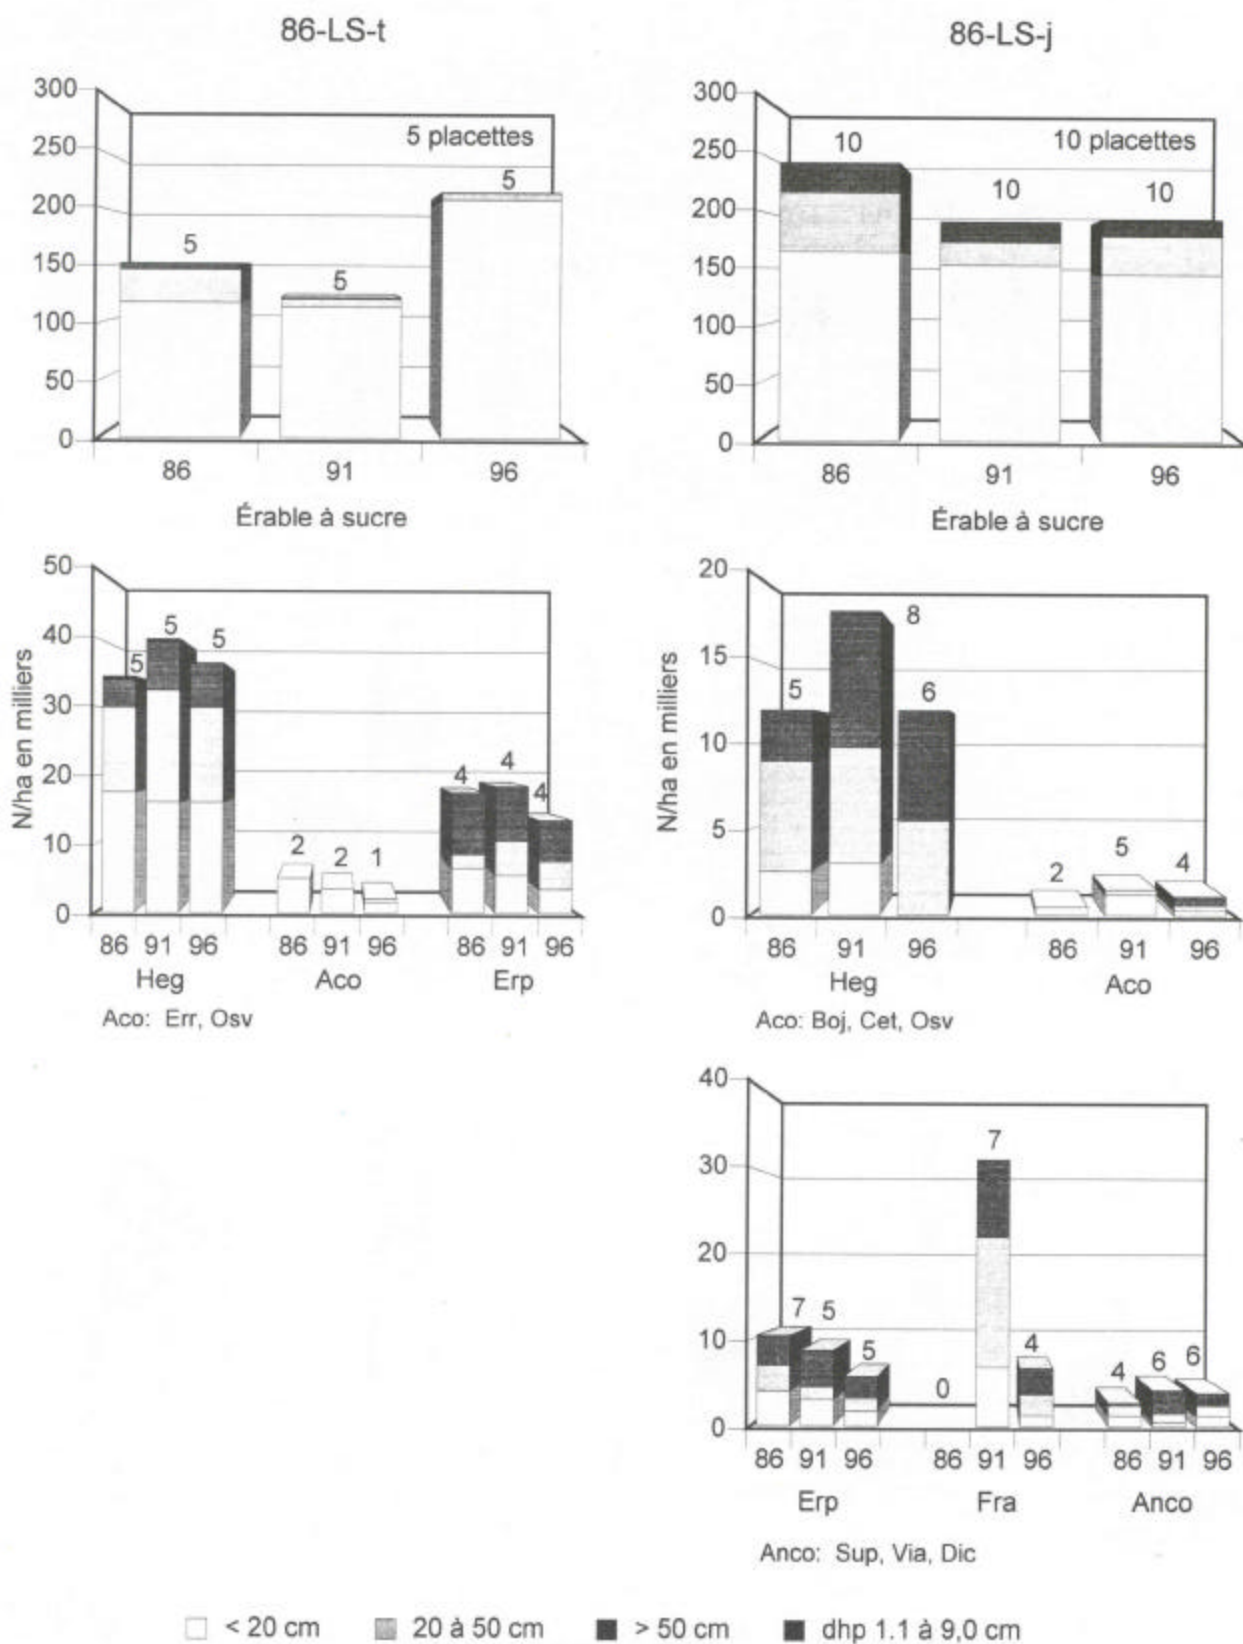 86-LS-t
300
250
200
150
100
50
0
5 placettes
5
5
5
86 91 96
Érable à sucre
N/ha en milliers
50
40
30
20
10
0
5 5 5
2 2 1
4 4 4
86 91 96 86 91 96 86 91 96
Heg Aco Erp
Aco: Err, Osv
86-LS-j
300
250
200
150
100
50
0
10 placettes
10
10
10
86 91 96
Érable à sucre
N/ha en milliers
20
15
10
5
0
5 8 6
2 5 4
86 91 96 86 91 96
Heg Aco
Aco: Boj, Cet, Osv
40
30
20
10
0
7 5 5
0 7 4
4 6 6
86 91 96 86 91 96 86 91 96
Erp Fra Anco
Anco: Sup, Via, Dic
< 20 cm 20 à 50 cm > 50 cm dhp 1.1 à 9,0 cm